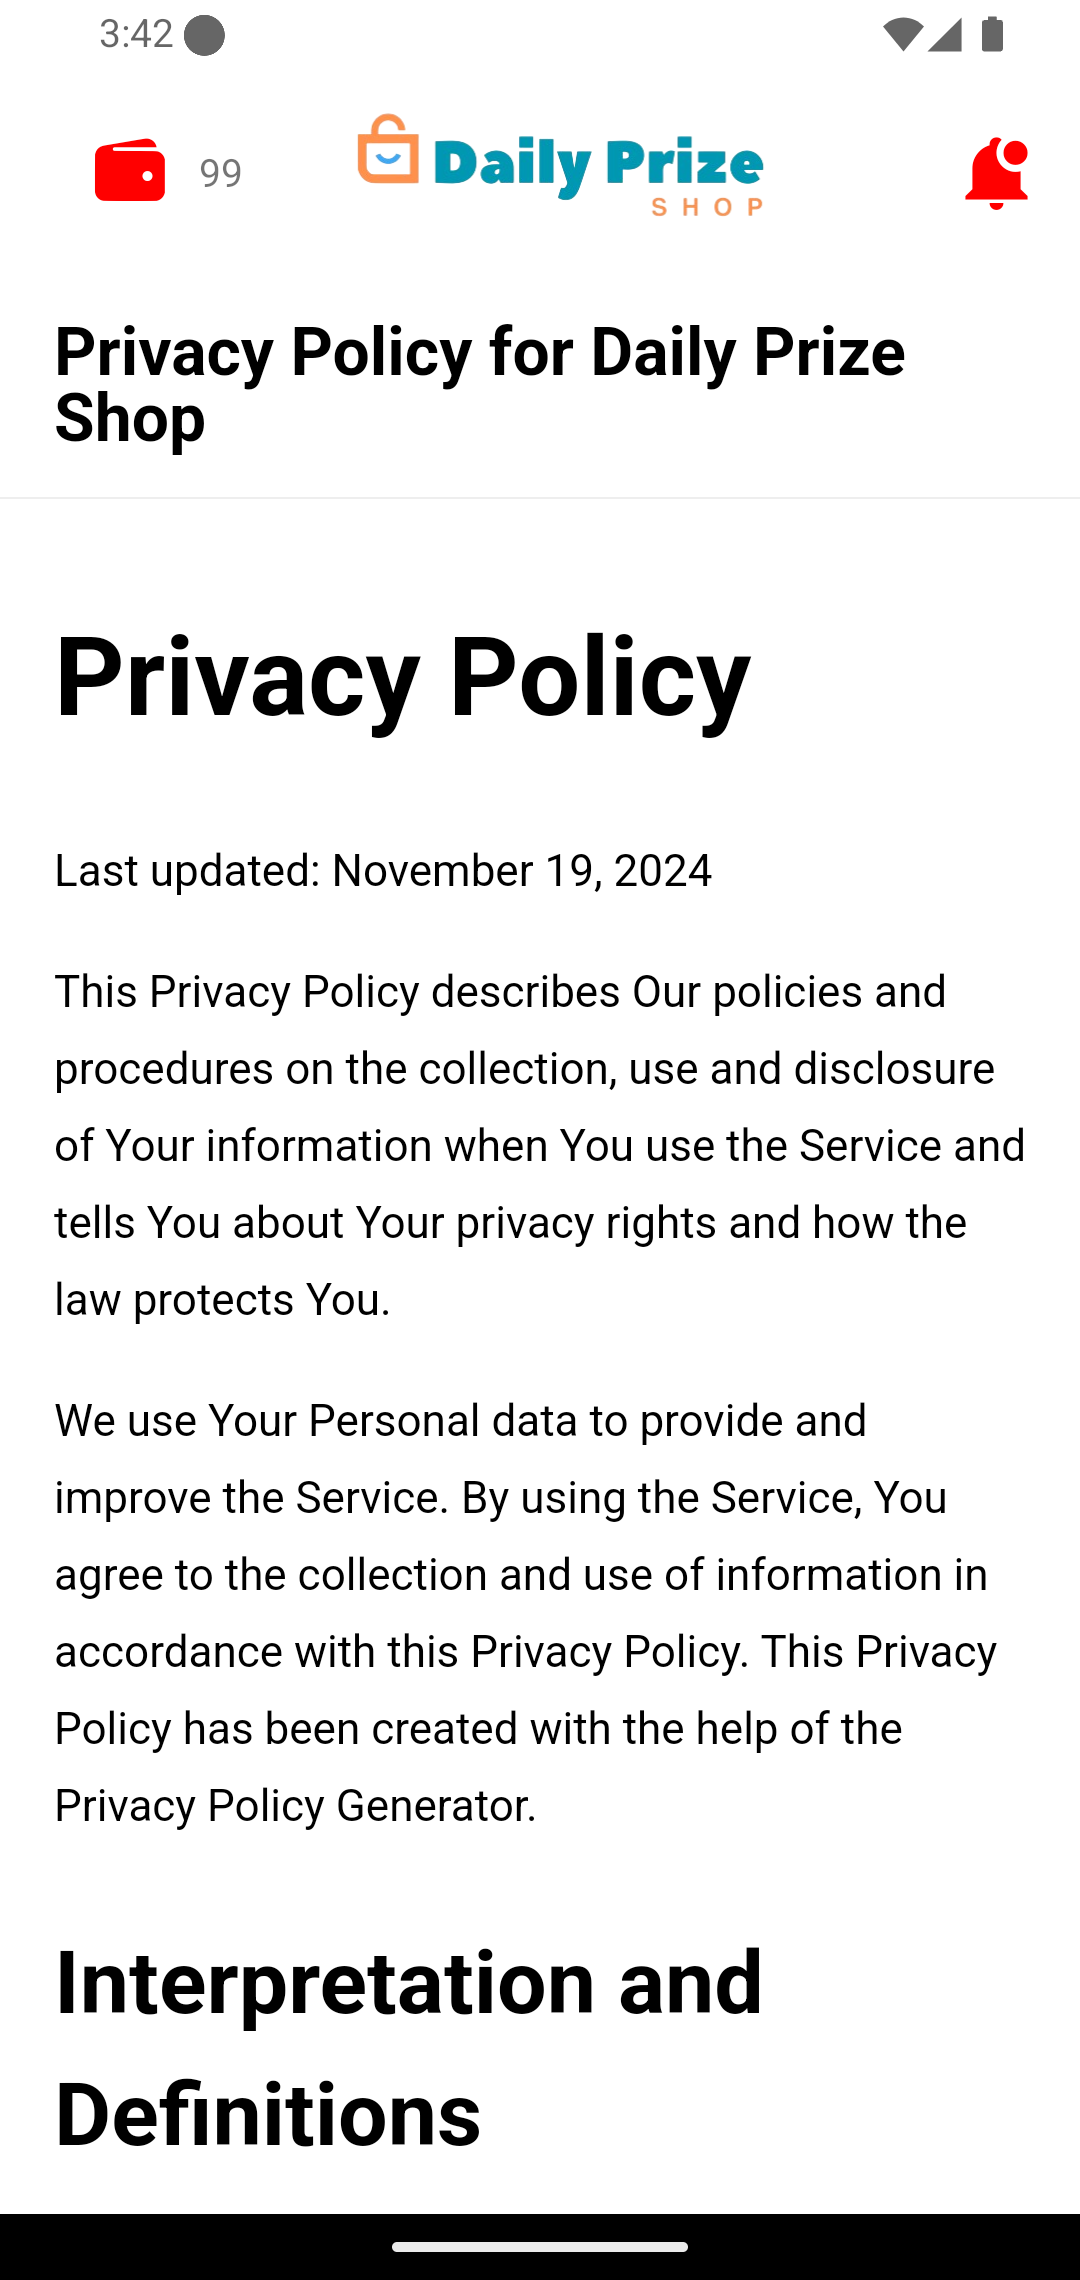 3:42
99
Daily Prize
SHOP
Privacy Policy for Daily Prize
Shop
Privacy Policy
Last updated: November 19, 2024
This Privacy Policy describes Our policies and
procedures on the collection, use and disclosure
of Your information when You use the Service and
tells You about Your privacy rights and how the
law protects You.
We use Your Personal data to provide and
improve the Service. By using the Service, You
agree to the collection and use of information in
accordance with this Privacy Policy. This Privacy
Policy has been created with the help of the
Privacy Policy Generator.
Interpretation and
Definitions